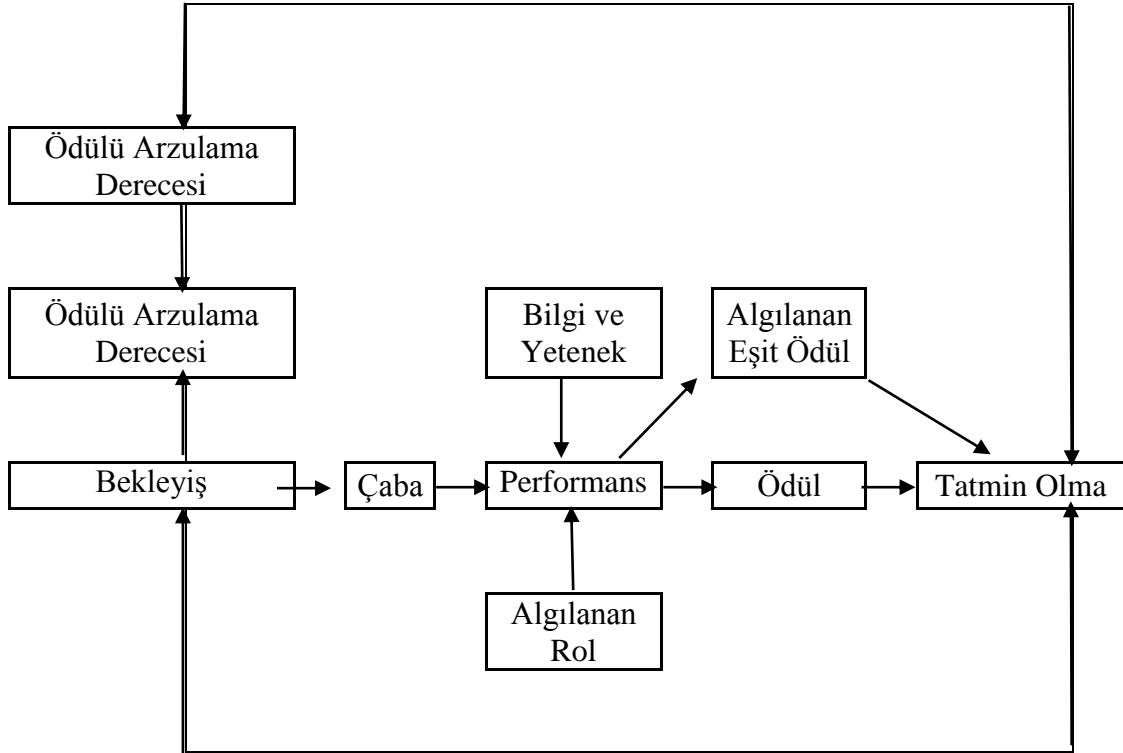 Ödülü Arzulama
Derecesi
Ödülü Arzulama
Derecesi
Bilgi ve
Yetenek
Algılanan
Eşit Ödül
Bekleyiş
Çaba
Performans
Ödül
Tatmin Olma
Algılanan
Rol